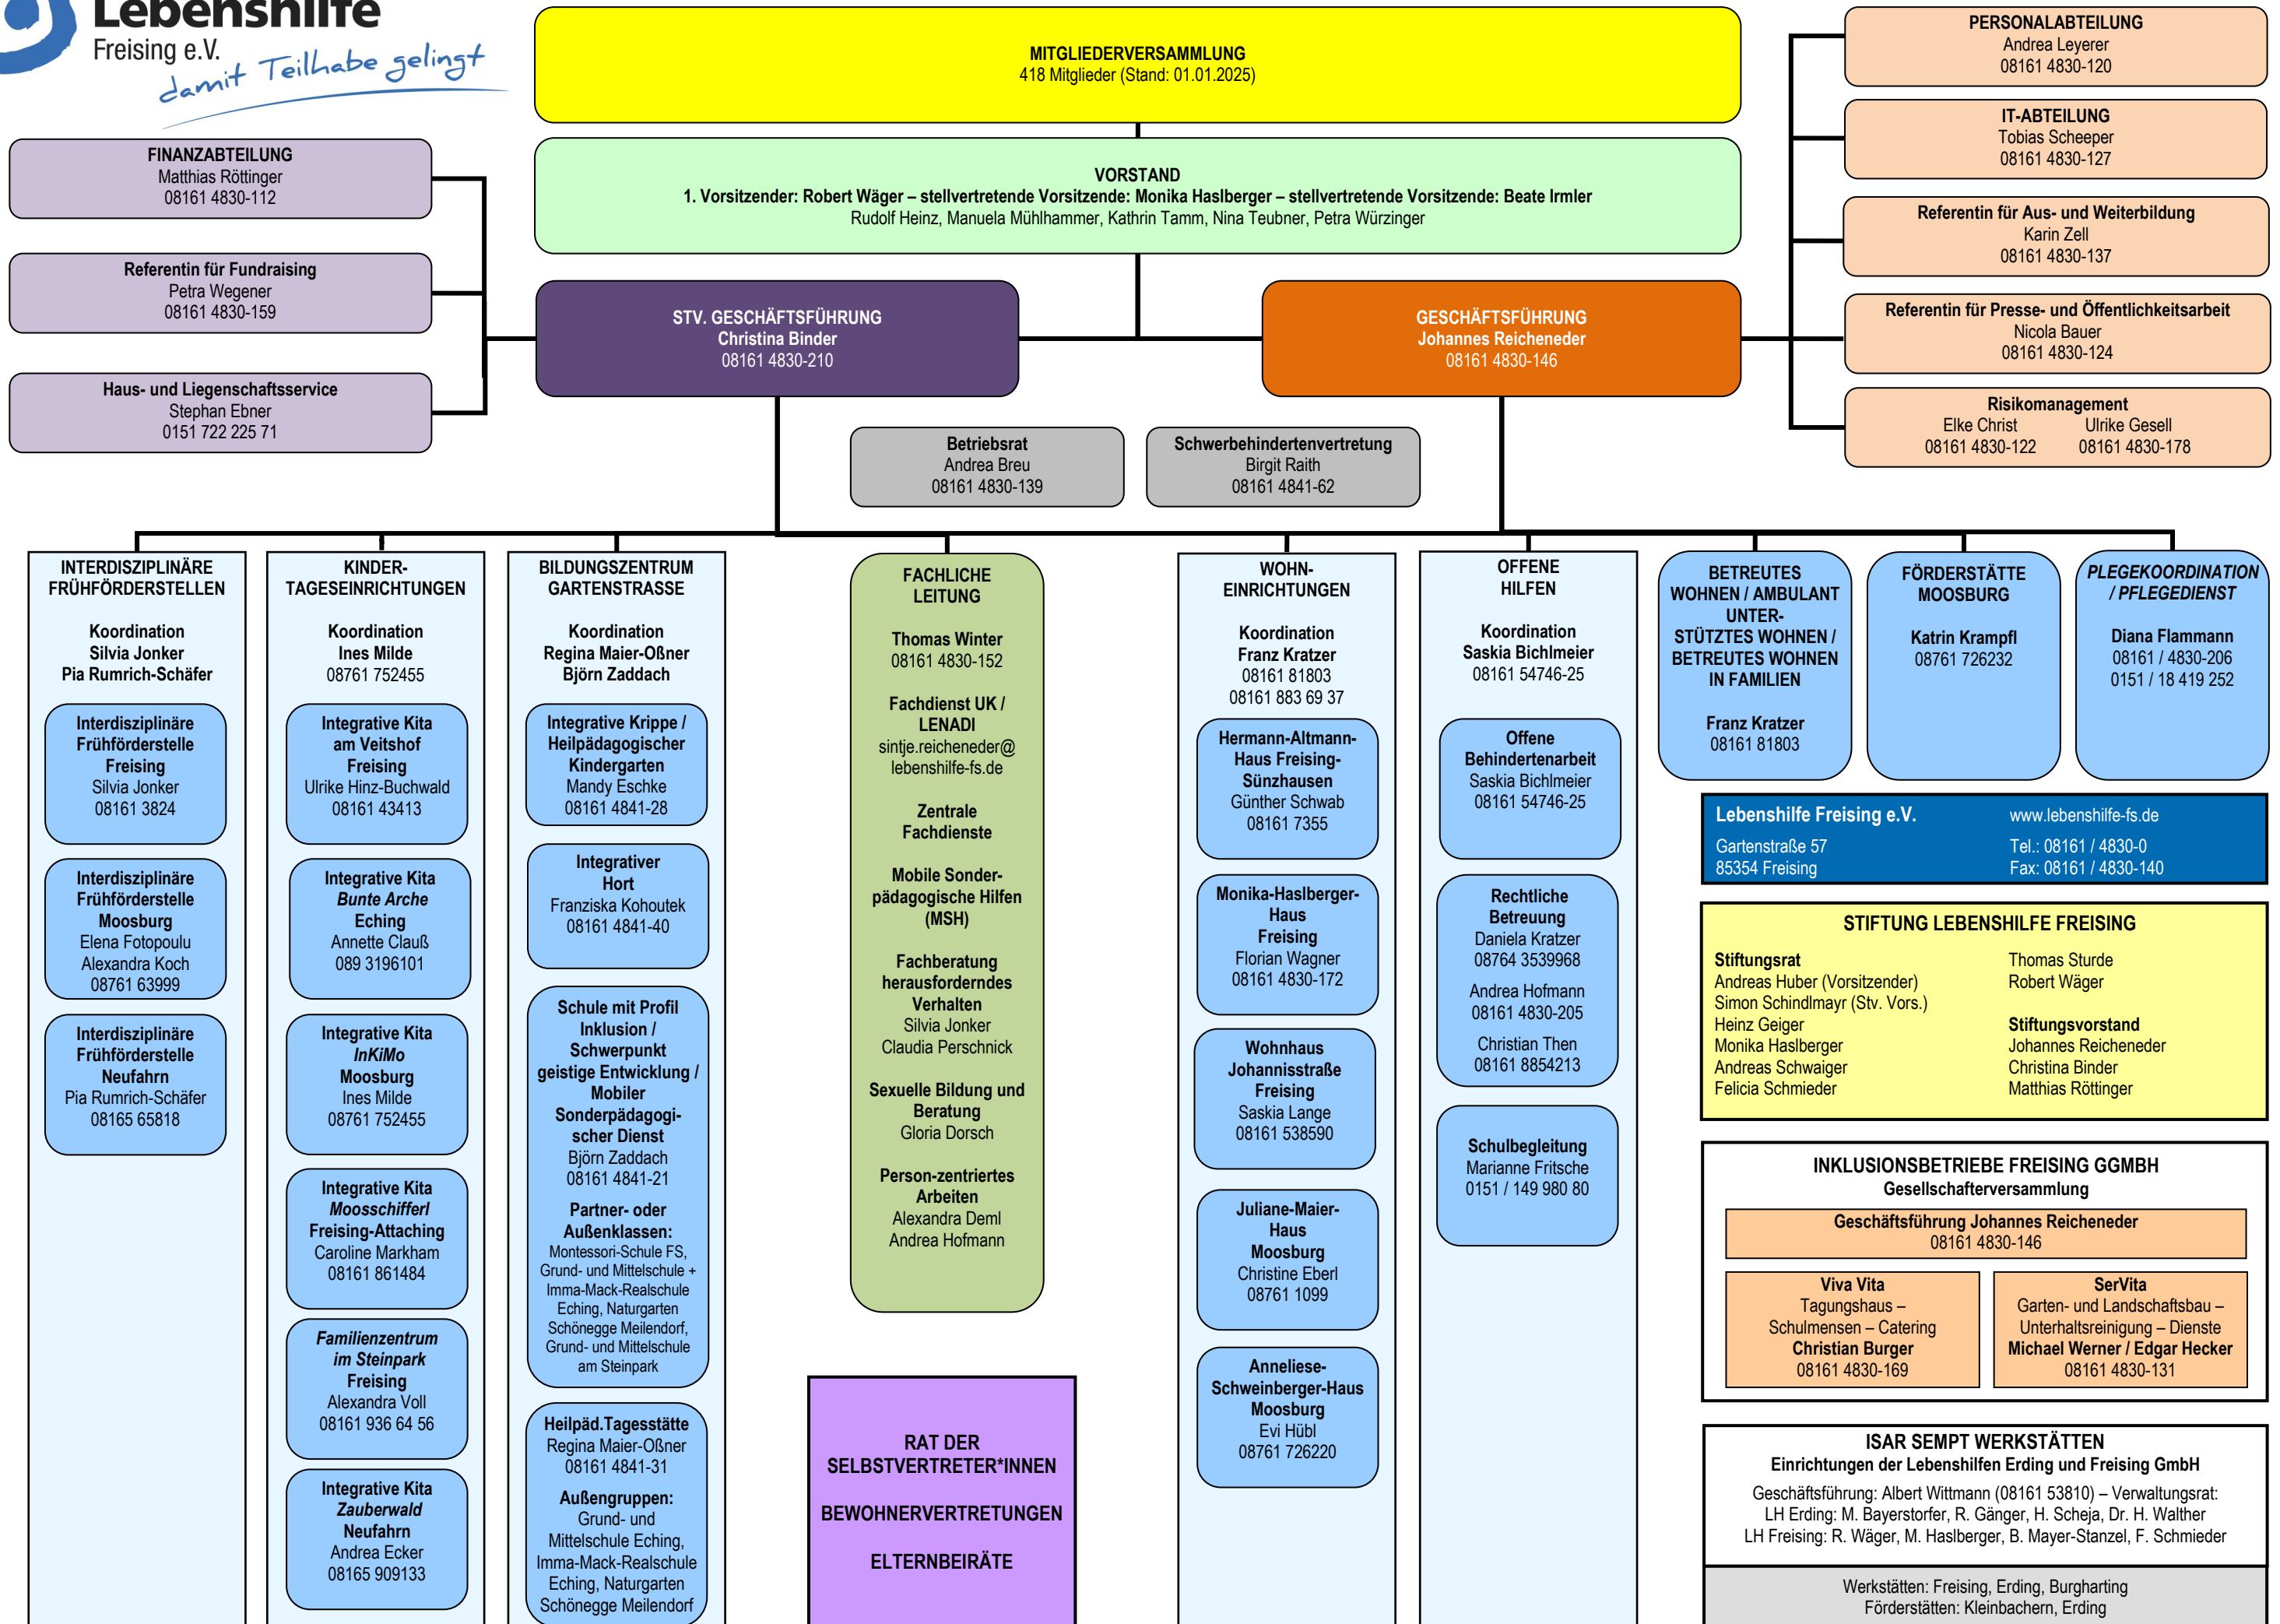 Lebenshilfe
Freising e.V.
damit Teilhabe gelingt
MITGLIEDERVERSAMMLUNG
418 Mitglieder (Stand: 01.01.2025)
VORSTAND
1. Vorsitzender: Robert Wäger – stellvertretende Vorsitzende: Monika Haslberger – stellvertretende Vorsitzende: Beate Irmler
Rudolf Heinz, Manuela Mühlhammer, Kathrin Tamm, Nina Teubner, Petra Würzinger
FINANZABTEILUNG
Matthias Röttinger
08161 4830-112
Referentin für Fundraising
Petra Wegener
08161 4830-159
Haus- und Liegenschaftsservice
Stephan Ebner
0151 722 225 71
STV. GESCHÄFTSFÜHRUNG
Christina Binder
08161 4830-210
GESCHÄFTSFÜHRUNG
Johannes Reicheneder
08161 4830-146
PERSONALABTEILUNG
Andrea Leyerer
08161 4830-120
IT-ABTEILUNG
Tobias Scheeper
08161 4830-127
Referentin für Aus- und Weiterbildung
Karin Zell
08161 4830-137
Referentin für Presse- und Öffentlichkeitsarbeit
Nicola Bauer
08161 4830-124
Risikomanagement
Elke Christ Ulrike Gesell
08161 4830-122 08161 4830-178
Betriebsrat
Andrea Breu
08161 4830-139
Schwerbehindertenvertretung
Birgit Raith
08161 4841-62
INTERDISZIPLINÄRE
FRÜHFÖRDERSTELLEN
Koordination
Silvia Jonker
Pia Rumrich-Schäfer
Interdisziplinäre
Frühförderstelle
Freising
Silvia Jonker
08161 3824
Interdisziplinäre
Frühförderstelle
Moosburg
Elena Fotopoulu
Alexandra Koch
08761 63999
Interdisziplinäre
Frühförderstelle
Neufahrn
Pia Rumrich-Schäfer
08165 65818
KINDER-
TAGESEINRICHTUNGEN
Koordination
Ines Milde
08761 752455
Integrative Kita
am Veitshof
Freising
Ulrike Hinz-Buchwald
08161 43413
Integrative Kita
Bunte Arche
Eching
Annette Clauß
089 3196101
Integrative Kita
InKiMo
Moosburg
Ines Milde
08761 752455
Integrative Kita
Moosschifferl
Freising-Attaching
Caroline Markham
08161 861484
Familienzentrum
im Steinpark
Freising
Alexandra Voll
08161 936 64 56
Integrative Kita
Zauberwald
Neufahrn
Andrea Ecker
08165 909133
BILDUNGSZENTRUM
GARTENSTRASSE
Koordination
Regina Maier-Oßner
Björn Zaddach
Integrative Krippe /
Heilpädagogischer
Kindergarten
Mandy Eschke
08161 4841-28
Integrativer
Hort
Franziska Kohoutek
08161 4841-40
Schule mit Profil
Inklusion /
Schwerpunkt
geistige Entwicklung /
Mobiler
Sonderpädagogi-
scher Dienst
Björn Zaddach
08161 4841-21
Partner- oder
Außenklassen:
Montessori-Schule FS,
Grund- und Mittelschule +
Imma-Mack-Realschule
Eching, Naturgarten
Schönegge Meilendorf,
Grund- und Mittelschule
am Steinpark
Heilpäd.Tagesstätte
Regina Maier-Oßner
08161 4841-31
Außengruppen:
Grund- und
Mittelschule Eching,
Imma-Mack-Realschule
Eching, Naturgarten
Schönegge Meilendorf
FACHLICHE
LEITUNG
Thomas Winter
08161 4830-152
Fachdienst UK /
LENADI
sintje.reicheneder@
lebenshilfe-fs.de
Zentrale
Fachdienste
Mobile Sonder-
pädagogische Hilfen
(MSH)
Fachberatung
herausforderndes
Verhalten
Silvia Jonker
Claudia Perschnick
Sexuelle Bildung und
Beratung
Gloria Dorsch
Person-zentriertes
Arbeiten
Alexandra Deml
Andrea Hofmann
RAT DER
SELBSTVERTRETER*INNEN
BEWOHNERVERTRETUNGEN
ELTERNBEIRÄTE
WOHN-
EINRICHTUNGEN
Koordination
Franz Kratzer
08161 81803
08161 883 69 37
Hermann-Altmann-
Haus Freising-
Sünzhausen
Günther Schwab
08161 7355
Monika-Haslberger-
Haus
Freising
Florian Wagner
08161 4830-172
Wohnhaus
Johannisstraße
Freising
Saskia Lange
08161 538590
Juliane-Maier-
Haus
Moosburg
Christine Eberl
08761 1099
Anneliese-
Schweinberger-Haus
Moosburg
Evi Hübl
08761 726220
OFFENE
HILFEN
Koordination
Saskia Bichlmeier
08161 54746-25
Offene
Behindertenarbeit
Saskia Bichlmeier
08161 54746-25
Rechtliche
Betreuung
Daniela Kratzer
08764 3539968
Andrea Hofmann
08161 4830-205
Christian Then
08161 8854213
Schulbegleitung
Marianne Fritsche
0151 / 149 980 80
BETREUTES
WOHNEN / AMBULANT
UNTER-
STÜTZTES WOHNEN /
BETREUTES WOHNEN
IN FAMILIEN
Franz Kratzer
08161 81803
FÖRDERSTÄTTE
MOOSBURG
Katrin Krampfl
08761 726232
PLEGEKOORDINATION
/ PFLEGEDIENST
Diana Flammann
08161 / 4830-206
0151 / 18 419 252
Lebenshilfe Freising e.V. www.lebenshilfe-fs.de
Gartenstraße 57 Tel.: 08161 / 4830-0
85354 Freising Fax: 08161 / 4830-140
STIFTUNG LEBENSHILFE FREISING
Stiftungsrat
Andreas Huber (Vorsitzender)
Simon Schindlmayr (Stv. Vors.)
Heinz Geiger
Monika Haslberger
Andreas Schwaiger
Felicia Schmieder
Thomas Sturde
Robert Wäger
Stiftungsvorstand
Johannes Reicheneder
Christina Binder
Matthias Röttinger
INKLUSIONSBETRIEBE FREISING GGMBH
Gesellschafterversammlung
Geschäftsführung Johannes Reicheneder
08161 4830-146
Viva Vita
Tagungshaus –
Schulmensen – Catering
Christian Burger
08161 4830-169
SerVita
Garten- und Landschaftsbau –
Unterhaltsreinigung – Dienste
Michael Werner / Edgar Hecker
08161 4830-131
ISAR SEMPT WERKSTÄTTEN
Einrichtungen der Lebenshilfen Erding und Freising GmbH
Geschäftsführung: Albert Wittmann (08161 53810) – Verwaltungsrat:
LH Erding: M. Bayerstorfer, R. Gänger, H. Scheja, Dr. H. Walther
LH Freising: R. Wäger, M. Haslberger, B. Mayer-Stanzel, F. Schmieder
Werkstätten: Freising, Erding, Burgharting
Förderstätten: Kleinbachern, Erding